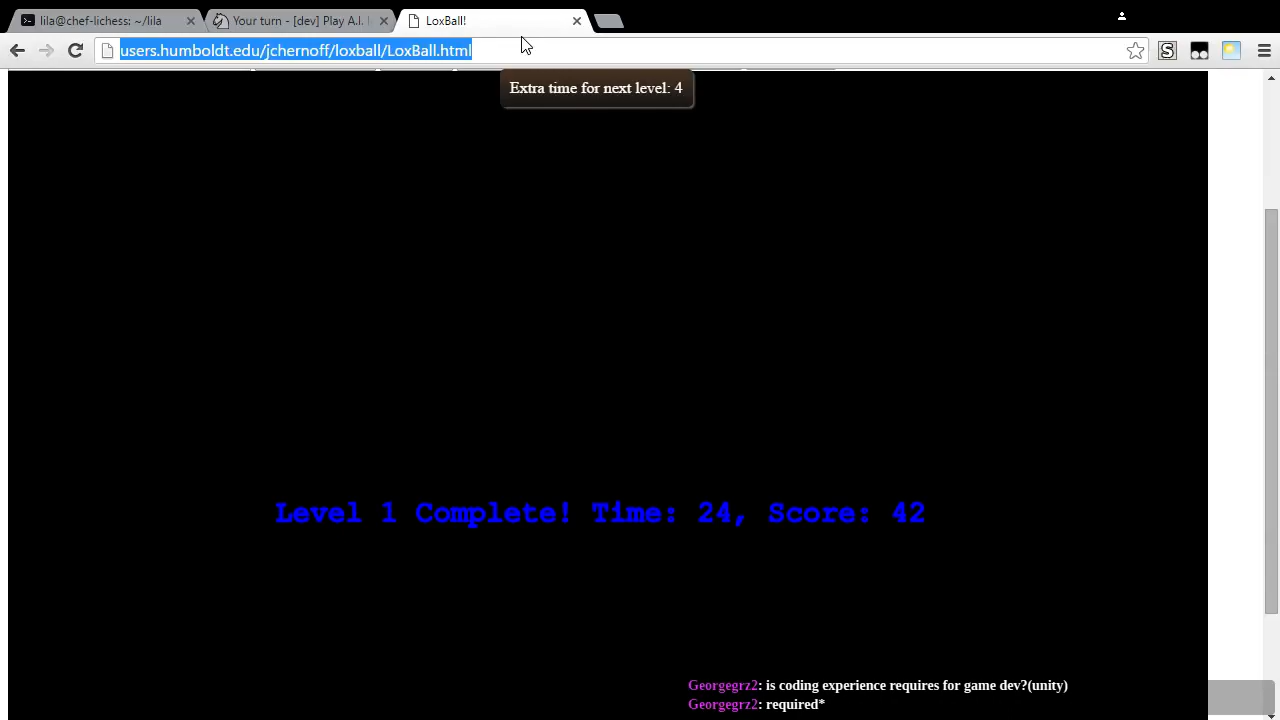 lila@chef-lichess: ~/lila
Your turn - [dev] Play A.I.
LoxBall!
users.humboldt.edu/jchernoff/loxball/LoxBall.html
S
Extra time for next level: 4
Level 1 Complete! Time: 24, Score: 42
Georgegrz2: is coding experience requires for game dev?(unity)
Georgegrz2: required*